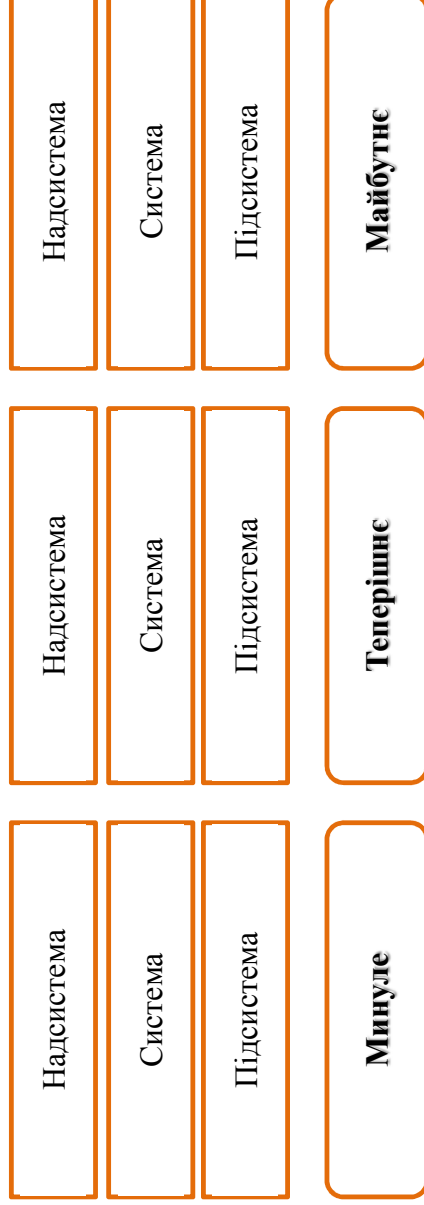 Надсистема
Система
Підсистема
Минуле
Надсистема
Система
Підсистема
Теперішнє
Надсистема
Система
Підсистема
Майбутнє